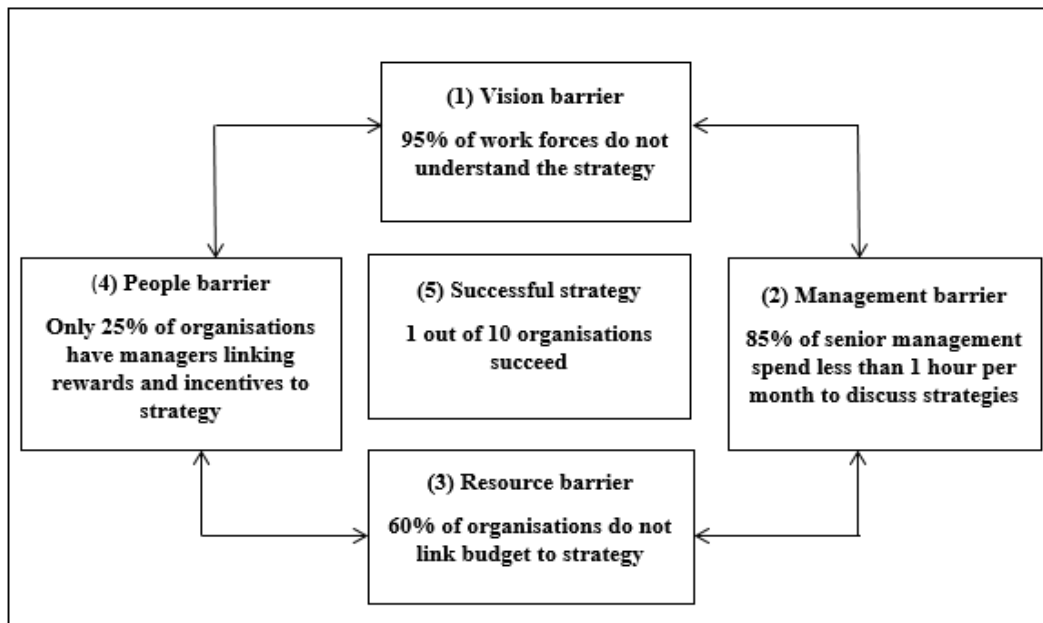 (1) Vision barrier
95% of work forces do not
understand the strategy
(4) People barrier
Only 25% of organisations
have managers linking
rewards and incentives to
strategy
(5) Successful strategy
1 out of 10 organisations
succeed
(2) Management barrier
85% of senior management
spend less than 1 hour per
month to discuss strategies
(3) Resource barrier
60% of organisations do not
link budget to strategy